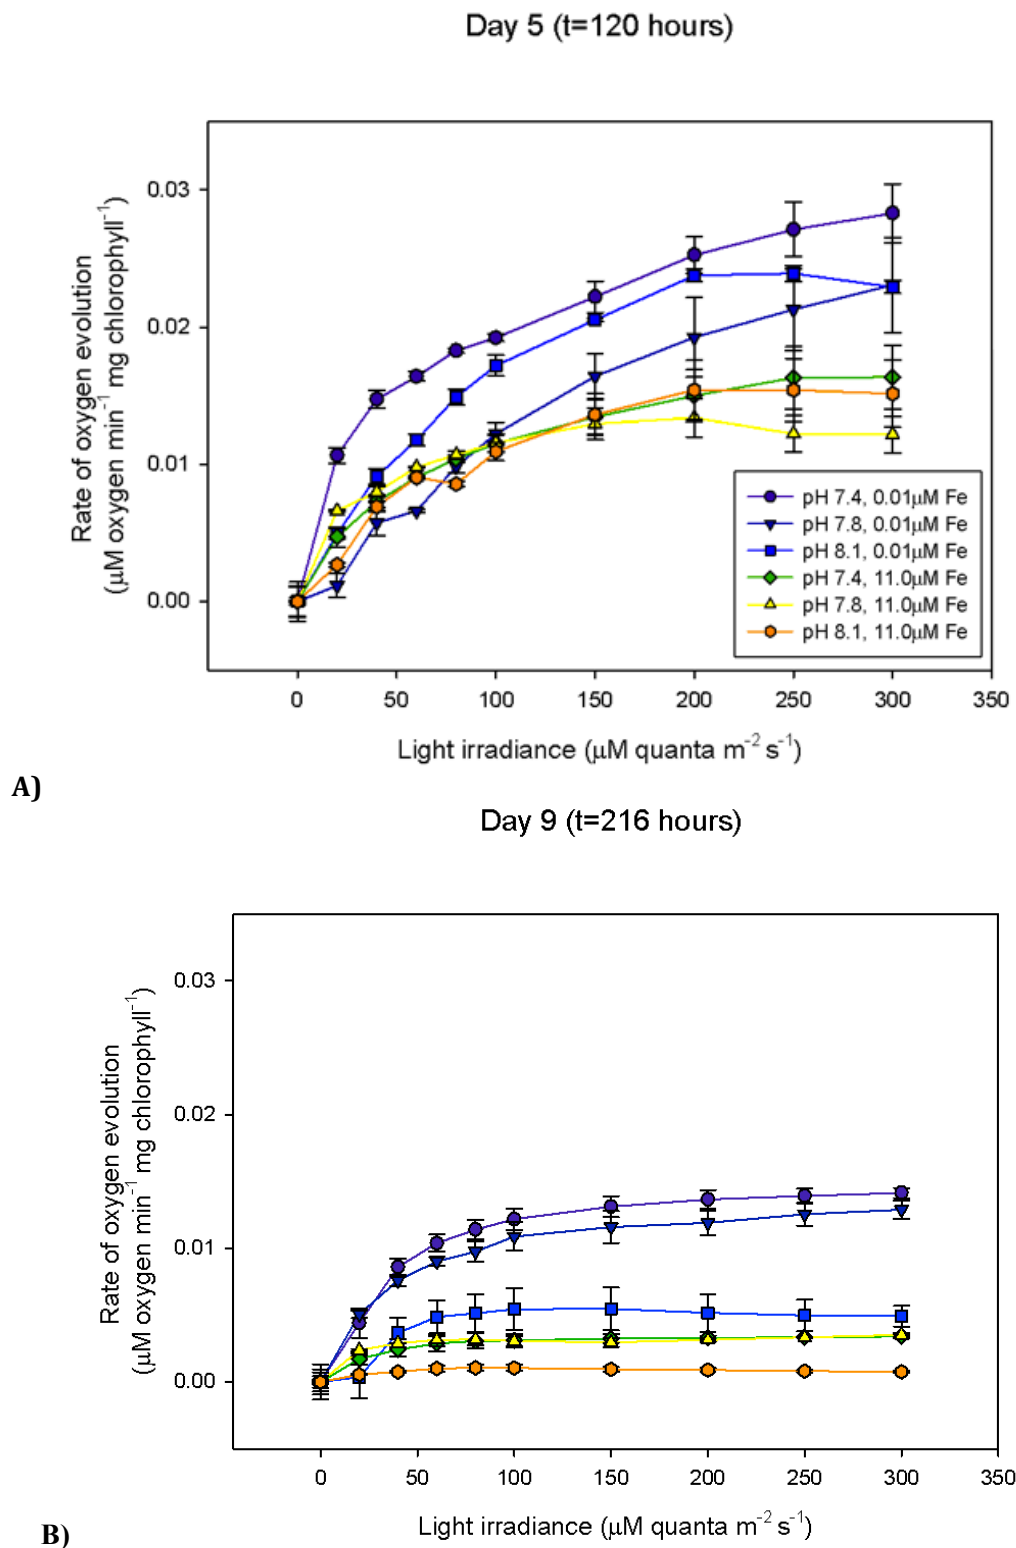 Day 5 (t=120 hours)
Rate of oxygen evolution
(μM oxygen min⁻¹ mg chlorophyll⁻¹)
0.03
0.02
0.01
0.00
pH 7.4, 0.01μM Fe
pH 7.8, 0.01μM Fe
pH 8.1, 0.01μM Fe
pH 7.4, 11.0μM Fe
pH 7.8, 11.0μM Fe
pH 8.1, 11.0μM Fe
0 50 100 150 200 250 300 350
Light irradiance (μM quanta m⁻² s⁻¹)
A)
Day 9 (t=216 hours)
Rate of oxygen evolution
(μM oxygen min⁻¹ mg chlorophyll⁻¹)
0.03
0.02
0.01
0.00
0 50 100 150 200 250 300 350
Light irradiance (μM quanta m⁻² s⁻¹)
B)